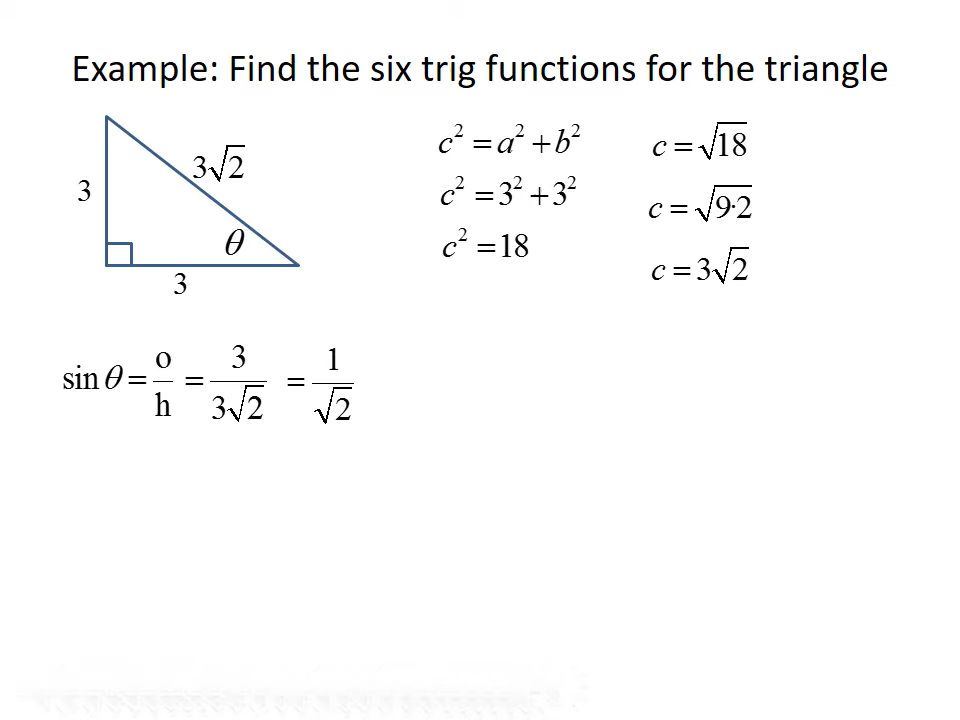 Example: Find the six trig functions for the triangle
3
3√2
θ
3
c² = a² + b²
c² = 3² + 3²
c² = 18
c = √18
c = √9·2
c = 3√2
sin θ = o/h = 3/3√2 = 1/√2